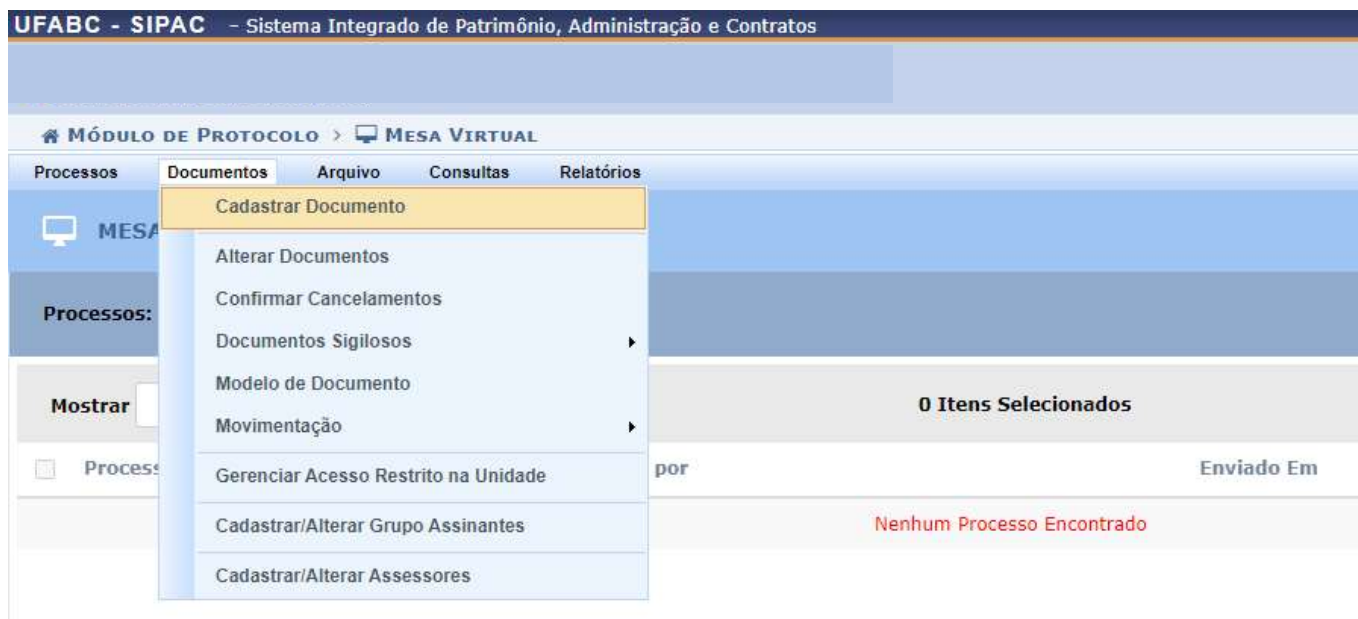 UFABC - SIPAC - Sistema Integrado de Patrimônio, Administração e Contratos
MÓDULO DE PROTOCOLO > MESA VIRTUAL
Processos Documentos Arquivo Consultas Relatórios
Cadastrar Documento
MESA
Alterar Documentos
Confirmar Cancelamentos
Processos:
Documentos Sigilosos
Modelo de Documento
Mostrar 0 Itens Selecionados
Movimentação
Process por Enviado Em
Gerenciar Acesso Restrito na Unidade
Cadastrar/Alterar Grupo Assinantes Nenhum Processo Encontrado
Cadastrar/Alterar Assessores